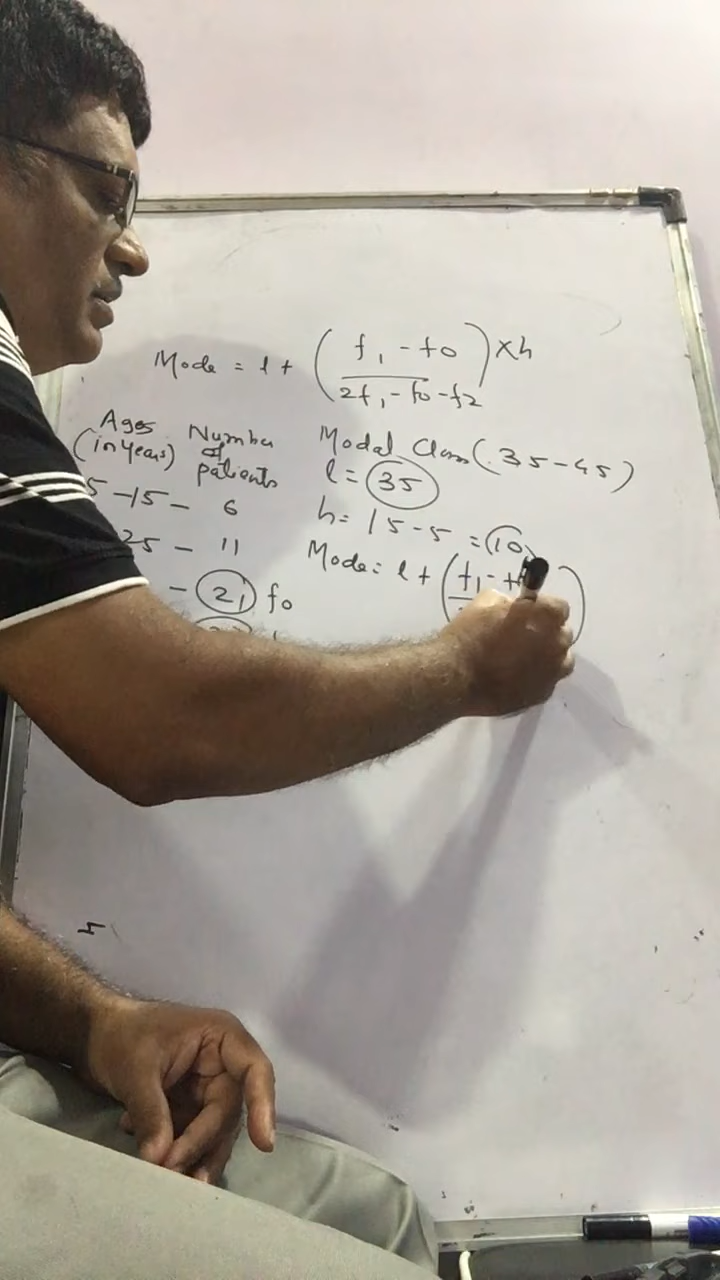 Mode = l + ( f1 - f0 / 2f1 - f0 - f2 ) × h
Ages (in years) Number of patients
5 - 15 - 6
25 - 11
- 21 f0
Modal Class (35 - 45)
l = 35
h = 15 - 5 = 10
Mode = l + ( f1 - f